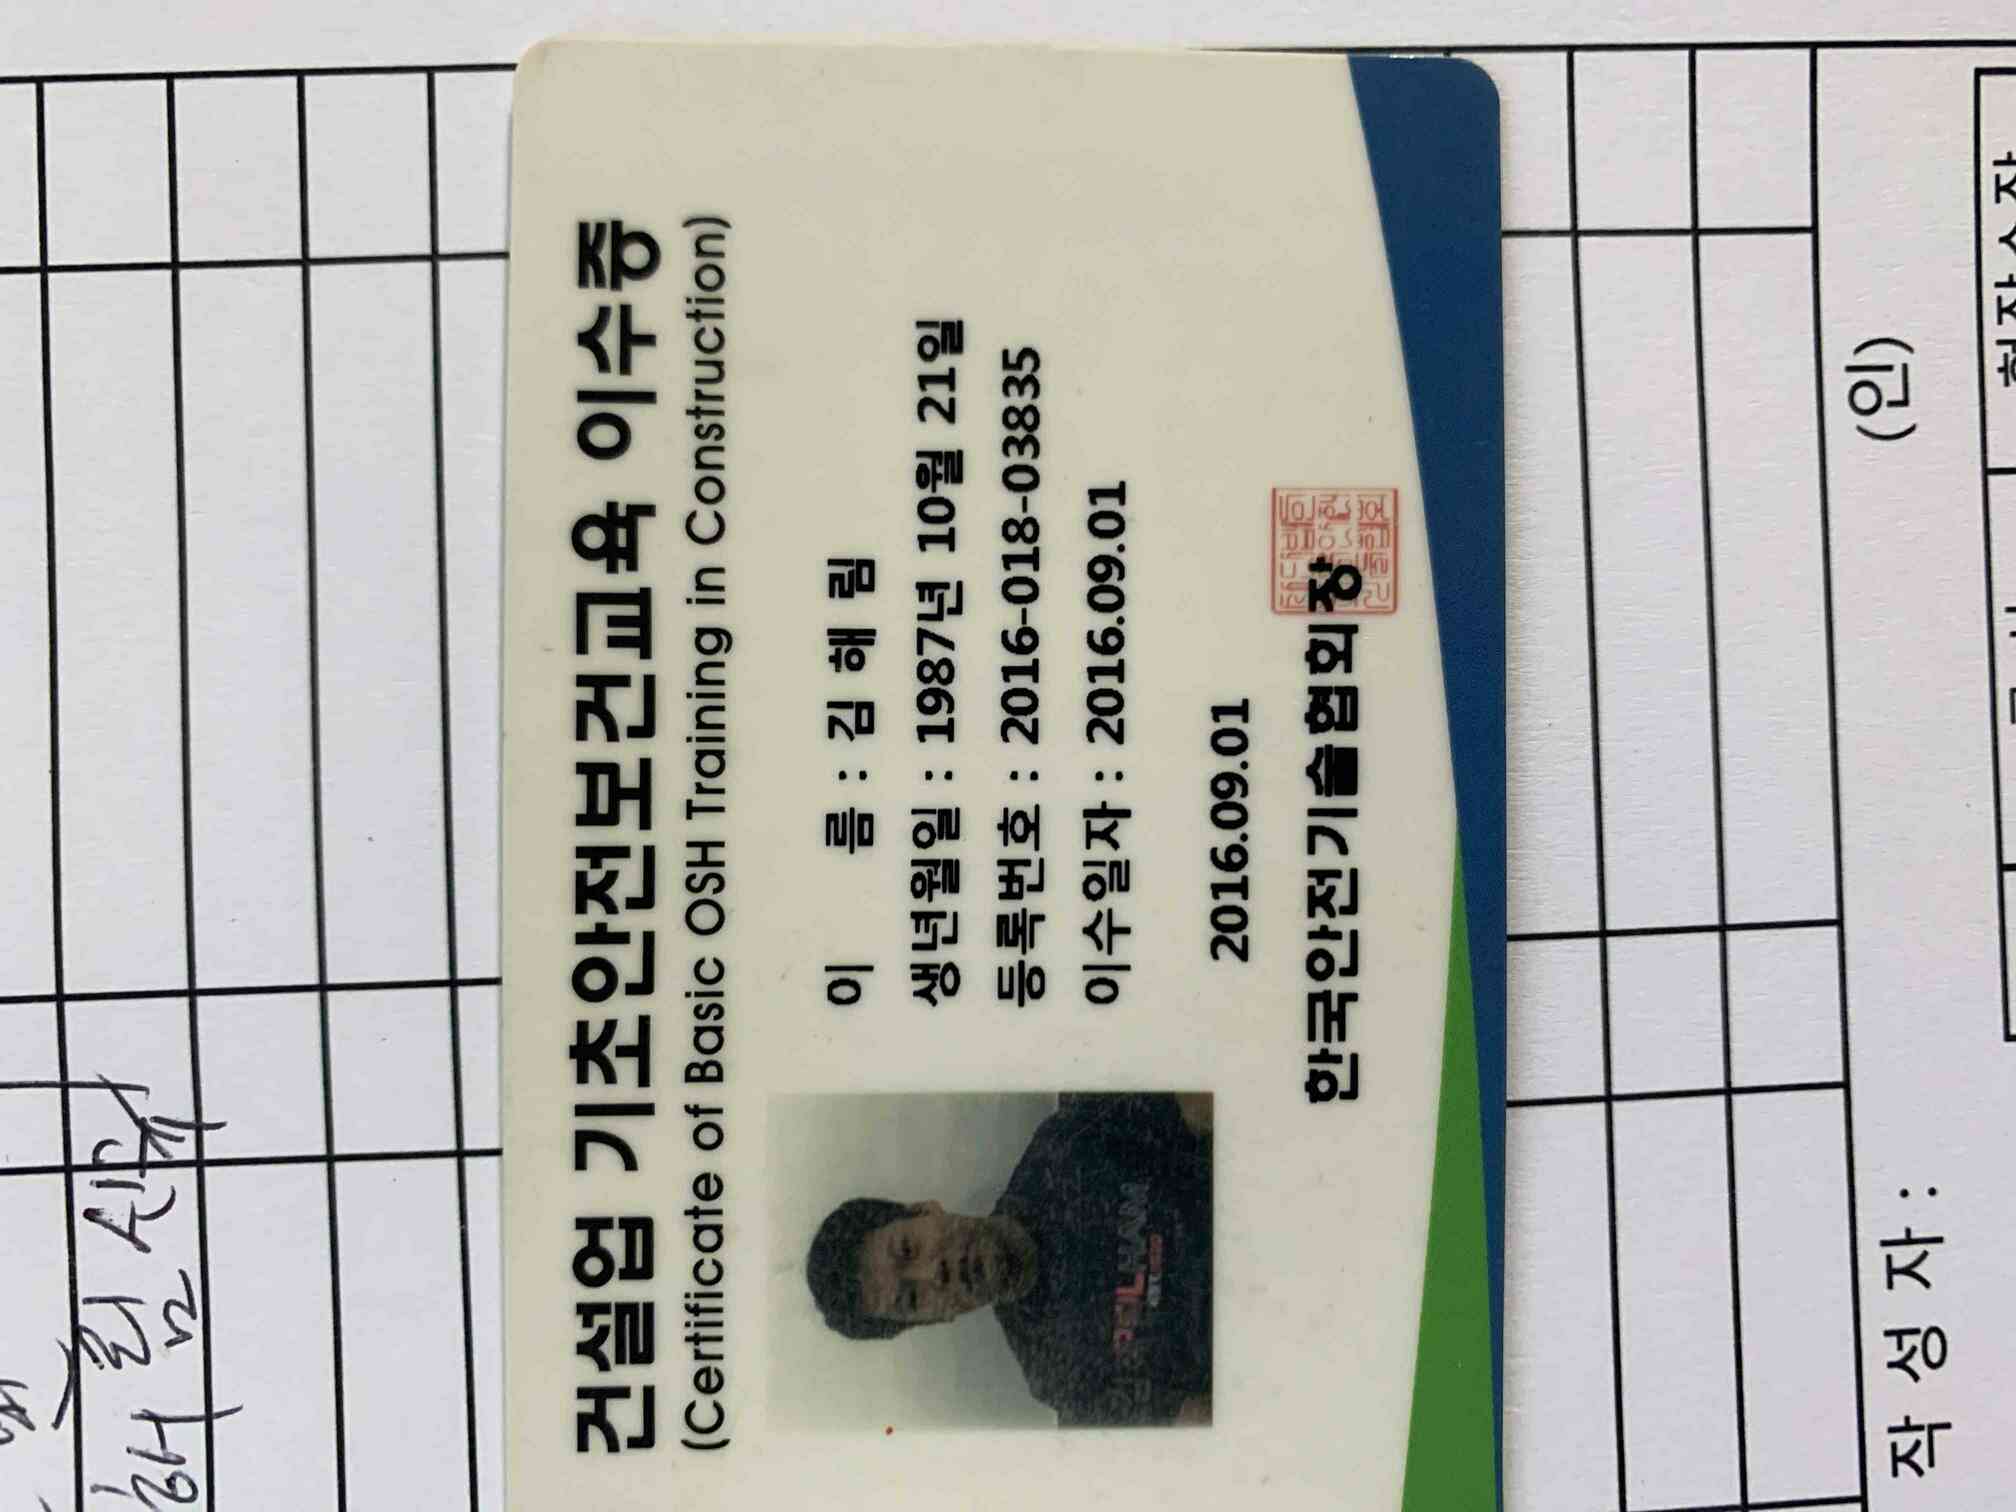 건설업 기초안전보건교육 이수증
(Certificate of Basic OSH Training in Construction)
이 름 : 김 해 림
생년월일 : 1987년 10월 21일
등록번호 : 2016-018-03835
이수일자 : 2016.09.01
2016.09.01
한국안전기술협회장
작 성 자 : (인)